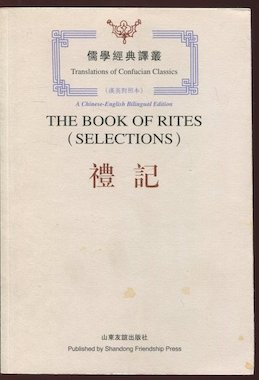 儒學經典譯叢
Translations of Confucian Classics
（漢英對照本）
A Chinese-English Bilingual Edition
THE BOOK OF RITES
(SELECTIONS)
禮記
山東友誼出版社
Published by Shandong Friendship Press